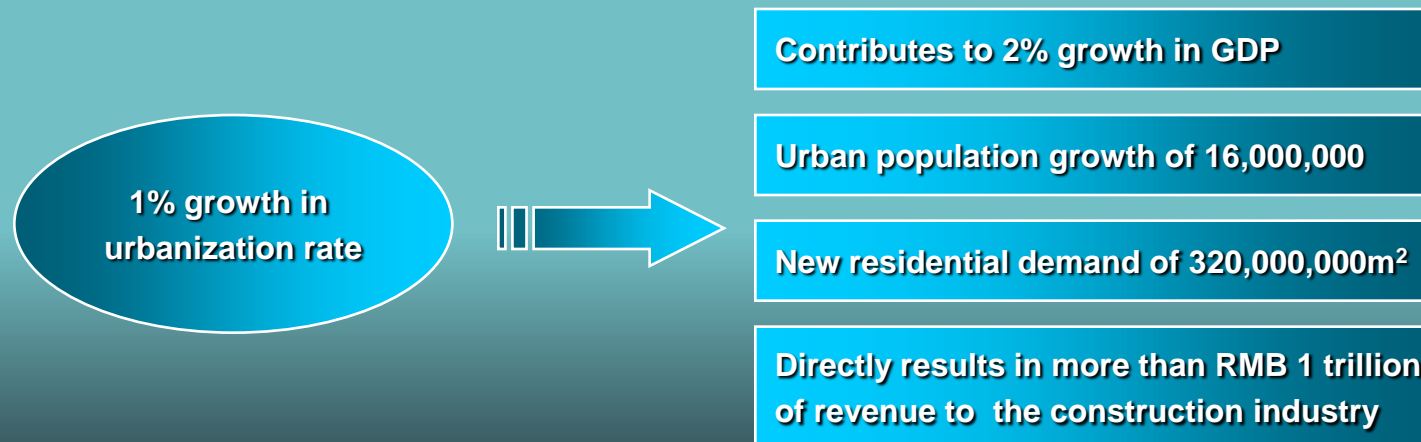 1% growth in
urbanization rate
Contributes to 2% growth in GDP
Urban population growth of 16,000,000
New residential demand of 320,000,000m²
Directly results in more than RMB 1 trillion
of revenue to  the construction industry